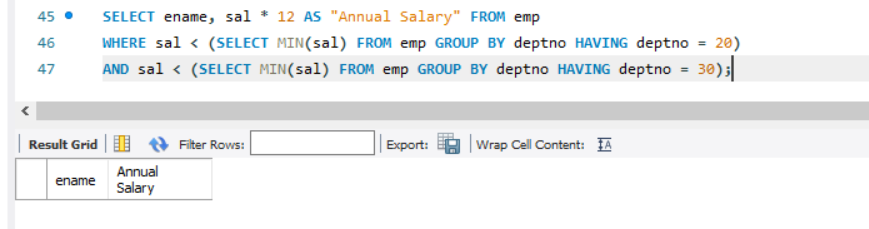 45 SELECT ename, sal * 12 AS "Annual Salary" FROM emp
46 WHERE sal < (SELECT MIN(sal) FROM emp GROUP BY deptno HAVING deptno = 20)
47 AND sal < (SELECT MIN(sal) FROM emp GROUP BY deptno HAVING deptno = 30);
Result Grid Filter Rows: Export: Wrap Cell Content: IA
ename Annual
Salary